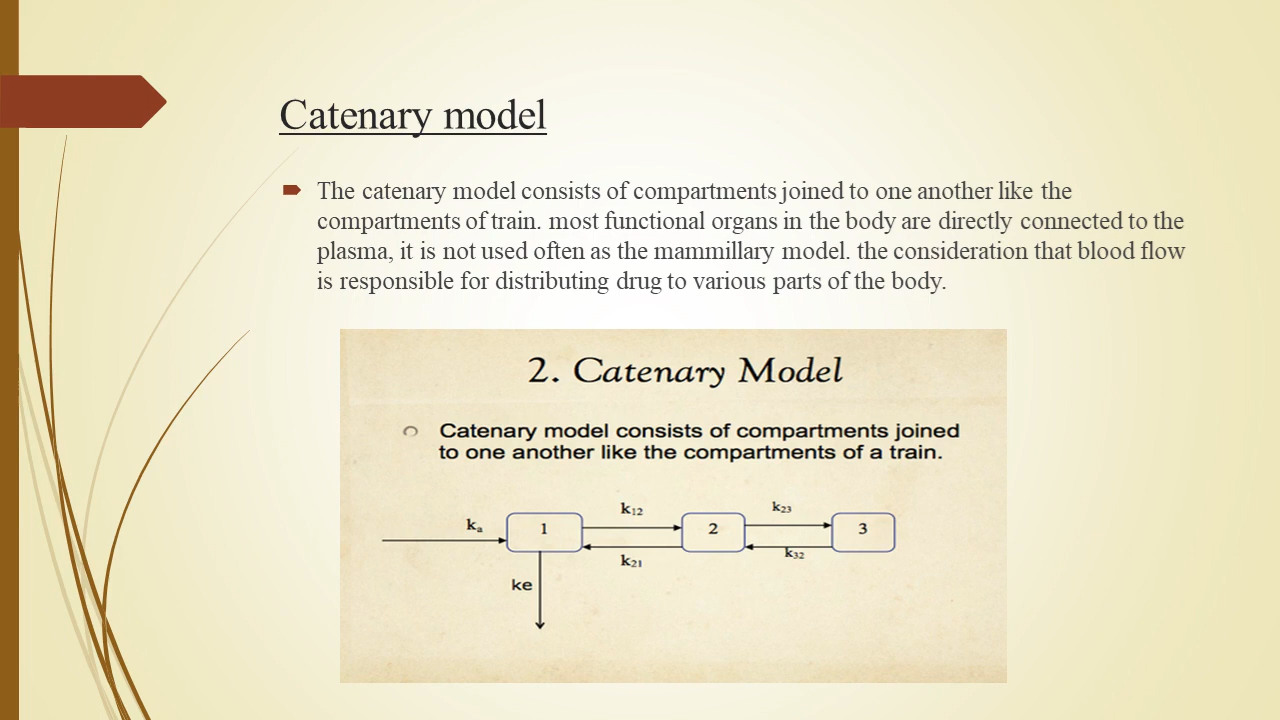 Catenary model
The catenary model consists of compartments joined to one another like the
compartments of train. most functional organs in the body are directly connected to the
plasma, it is not used often as the mammillary model. the consideration that blood flow
is responsible for distributing drug to various parts of the body.
2. Catenary Model
Catenary model consists of compartments joined
to one another like the compartments of a train.
kₐ
1
k₁₂
k₂₁
2
k₂₃
k₃₂
3
ke